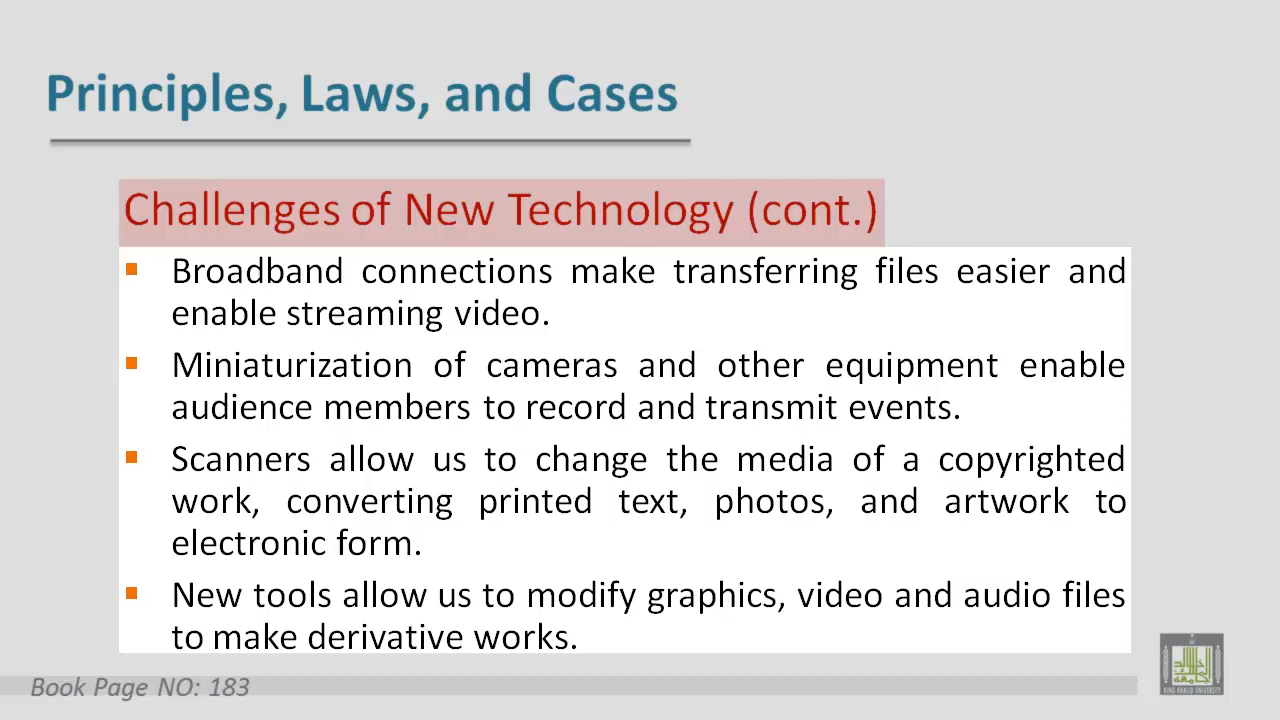 Principles, Laws, and Cases
Challenges of New Technology (cont.)
▪ Broadband connections make transferring files easier and
enable streaming video.
▪ Miniaturization of cameras and other equipment enable
audience members to record and transmit events.
▪ Scanners allow us to change the media of a copyrighted
work, converting printed text, photos, and artwork to
electronic form.
▪ New tools allow us to modify graphics, video and audio files
to make derivative works.
Book Page NO: 183
KING KHALID UNIVERSITY